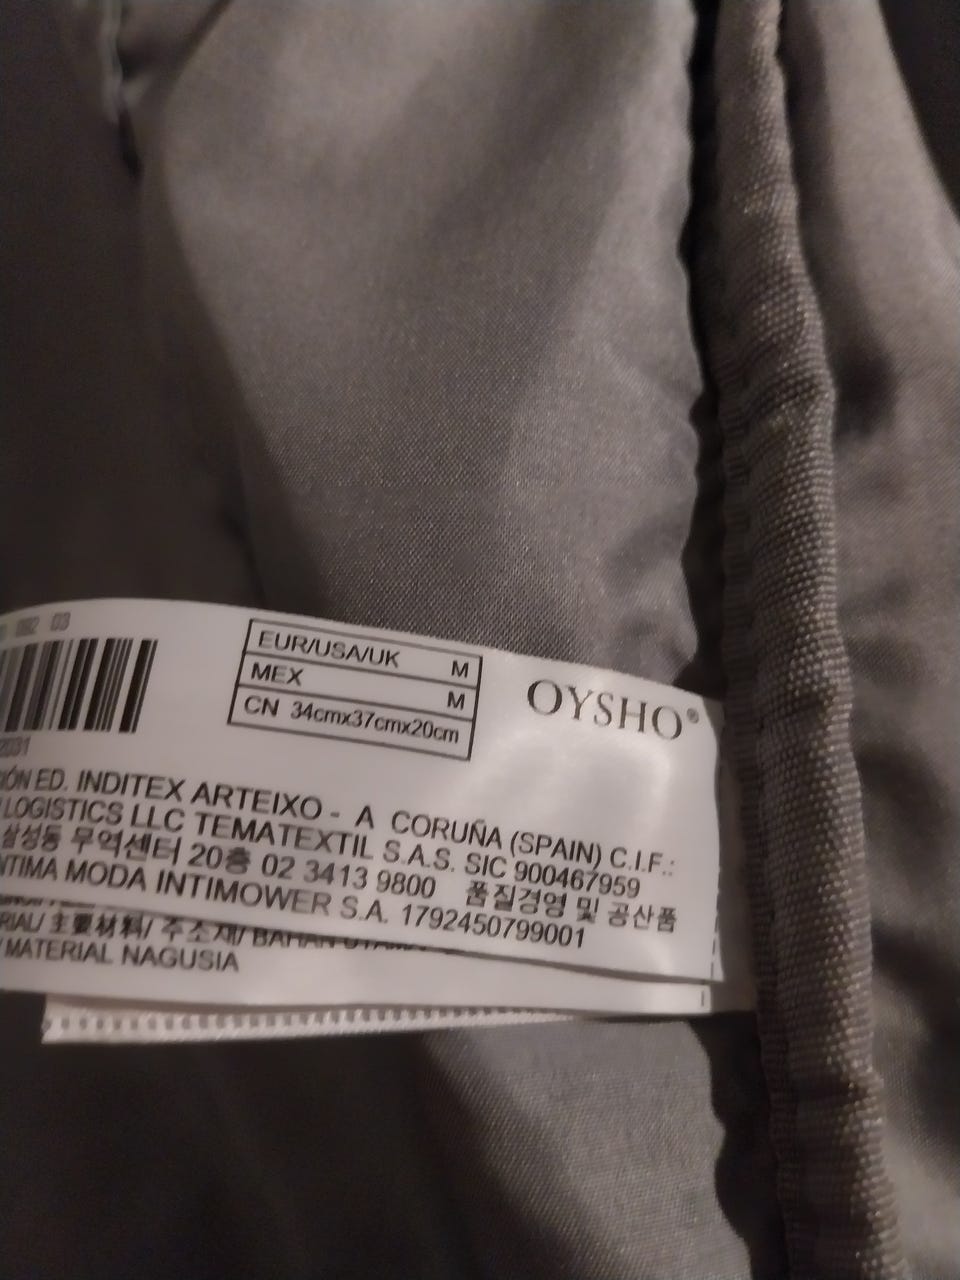 03
EUR/USA/UK M
MEX M
CN 34cmx37cmx20cm
OYSHO®
ED. INDITEX ARTEIXO - A CORUÑA (SPAIN) C.I.F.:
LOGISTICS LLC TEMATEXTIL S.A.S. SIC 900467959
삼성동 무역센터 20층 02 3413 9800 품질경영 및 공산품
MODA INTIMOWER S.A. 1792450799001
主要材料/ 주소재/ BAHAN
MATERIAL NAGUSIA